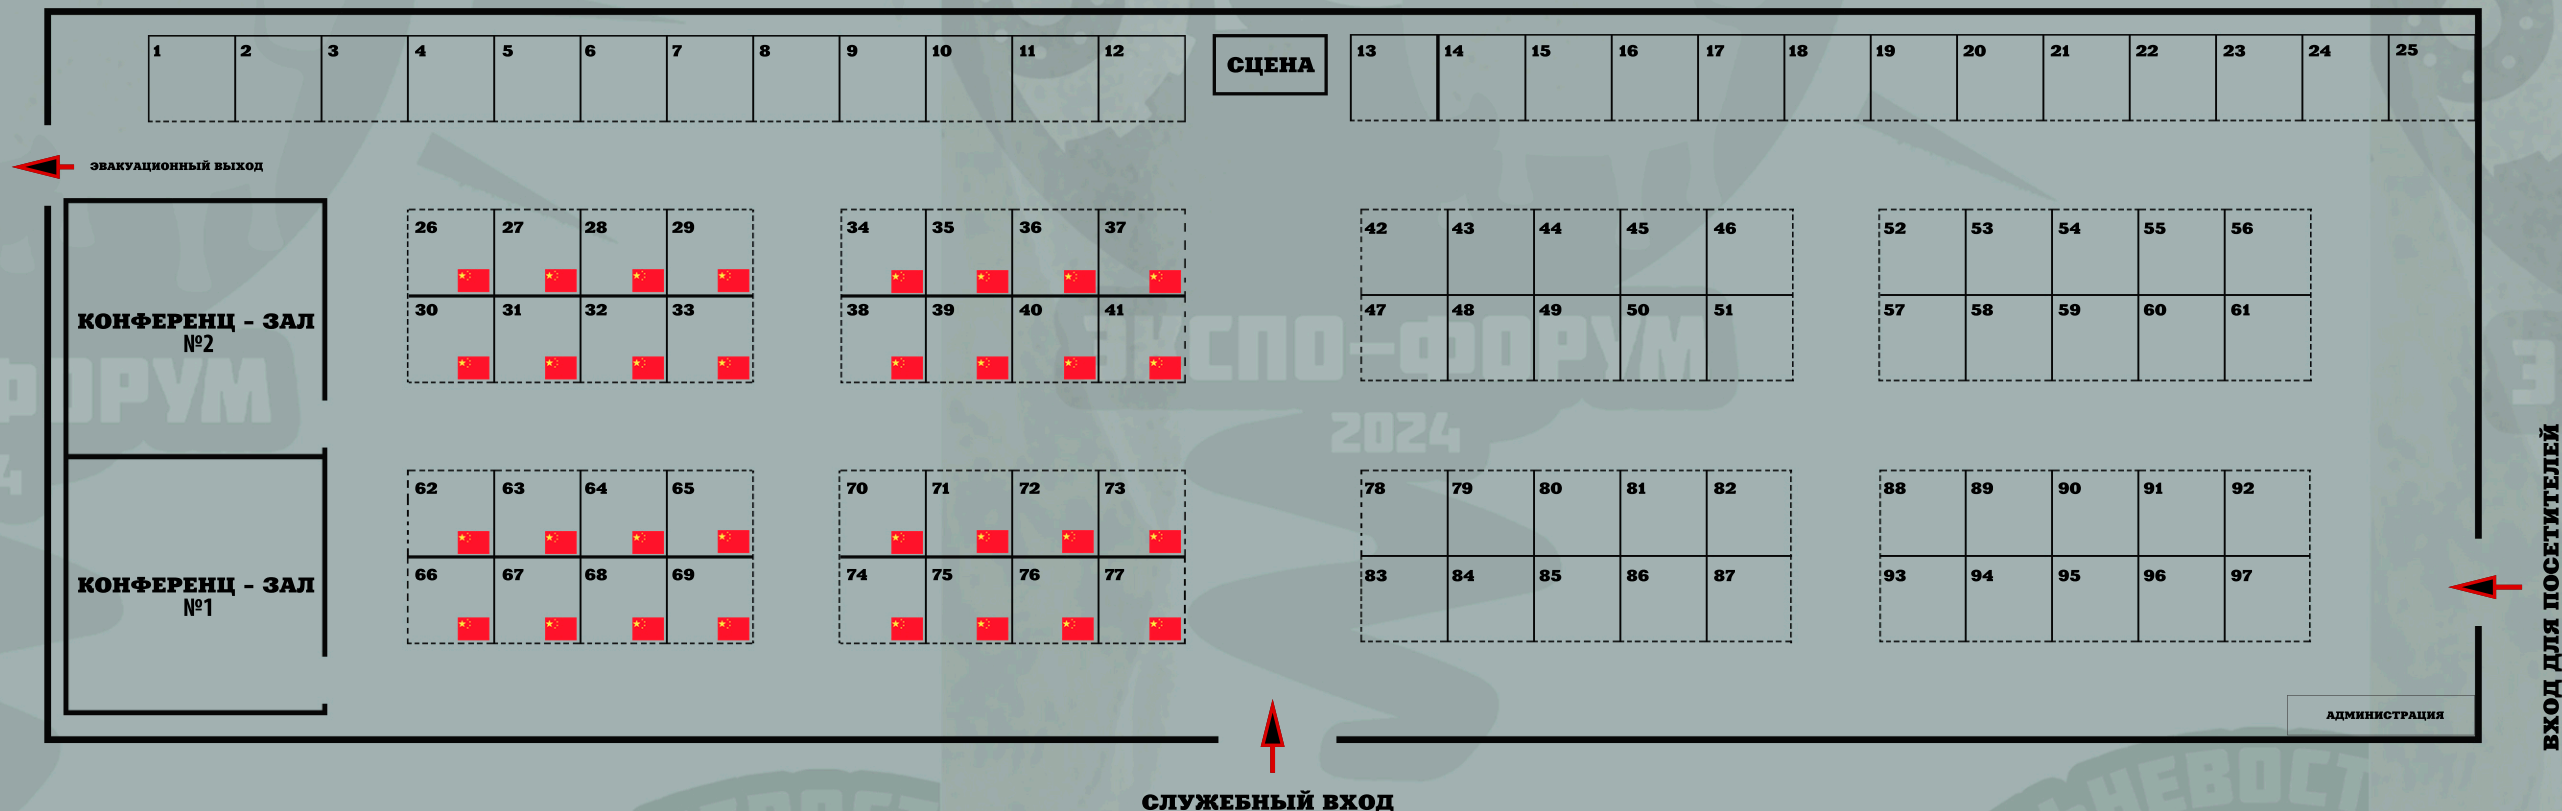 1 2 3 4 5 6 7 8 9 10 11 12
СЦЕНА
13 14 15 16 17 18 19 20 21 22 23 24 25
ЭВАКУАЦИОННЫЙ ВЫХОД
26 27 28 29
34 35 36 37
42 43 44 45 46
52 53 54 55 56
30 31 32 33
38 39 40 41
47 48 49 50 51
57 58 59 60 61
КОНФЕРЕНЦ - ЗАЛ
№2
ЭКСПО-ФОРУМ
2024
ФОРУМ
4
Э
62 63 64 65
70 71 72 73
78 79 80 81 82
88 89 90 91 92
66 67 68 69
74 75 76 77
83 84 85 86 87
93 94 95 96 97
КОНФЕРЕНЦ - ЗАЛ
№1
ВХОД ДЛЯ ПОСЕТИТЕЛЕЙ
АДМИНИСТРАЦИЯ
СЛУЖЕБНЫЙ ВХОД